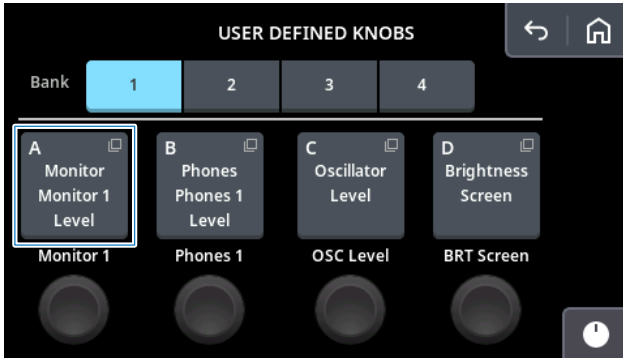 USER DEFINED KNOBS
Bank 1 2 3 4
A B C D
Monitor Phones Oscillator Brightness
Monitor 1 Phones 1 Level Screen
Level Level
Monitor 1 Phones 1 OSC Level BRT Screen